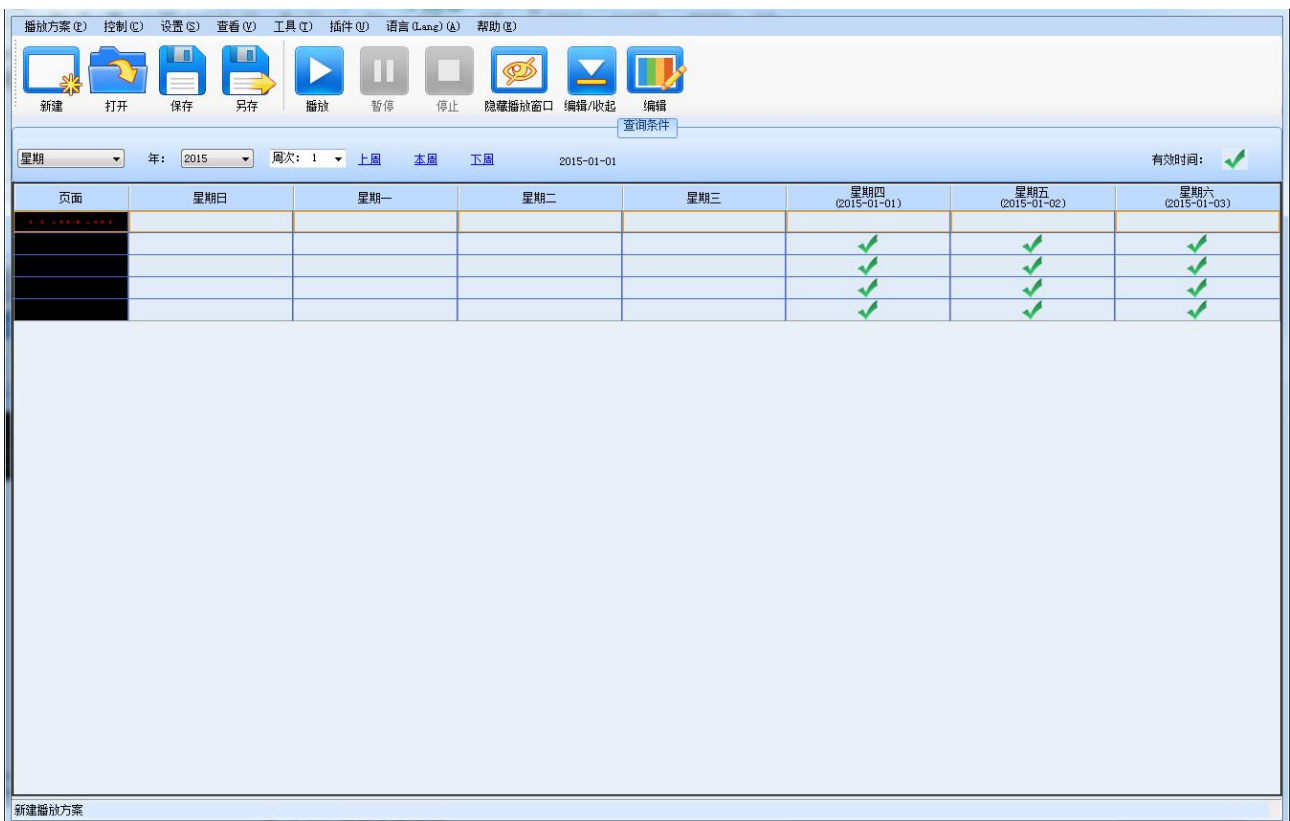 播放方案(P) 控制(C) 设置(S) 查看(V) 工具(T) 插件(U) 语言(Lang)(A) 帮助(E)
新建 打开 保存 另存 播放 暂停 停止 隐藏播放窗口 编辑/收起 编辑
查询条件
星期 年: 2015 周次: 1 上周 本周 下周 2015-01-01 有效时间:
页面 星期日 星期一 星期二 星期三 星期四 星期五 星期六
(2015-01-01) (2015-01-02) (2015-01-03)
新建播放方案